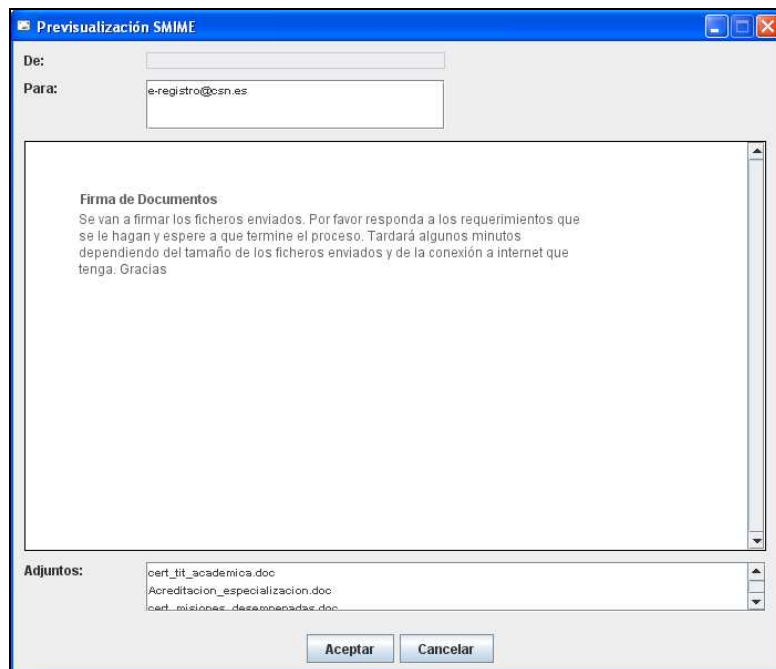 Previsualización SMIME
De:
Para:
e-registro@csn.es
Firma de Documentos
Se van a firmar los ficheros enviados. Por favor responda a los requerimientos que
se le hagan y espere a que termine el proceso. Tardará algunos minutos
dependiendo del tamaño de los ficheros enviados y de la conexión a internet que
tenga. Gracias
Adjuntos:
cert_tit_academica.doc
Acreditacion_especializacion.doc
cert_misiones_desempenadas.doc
Aceptar
Cancelar